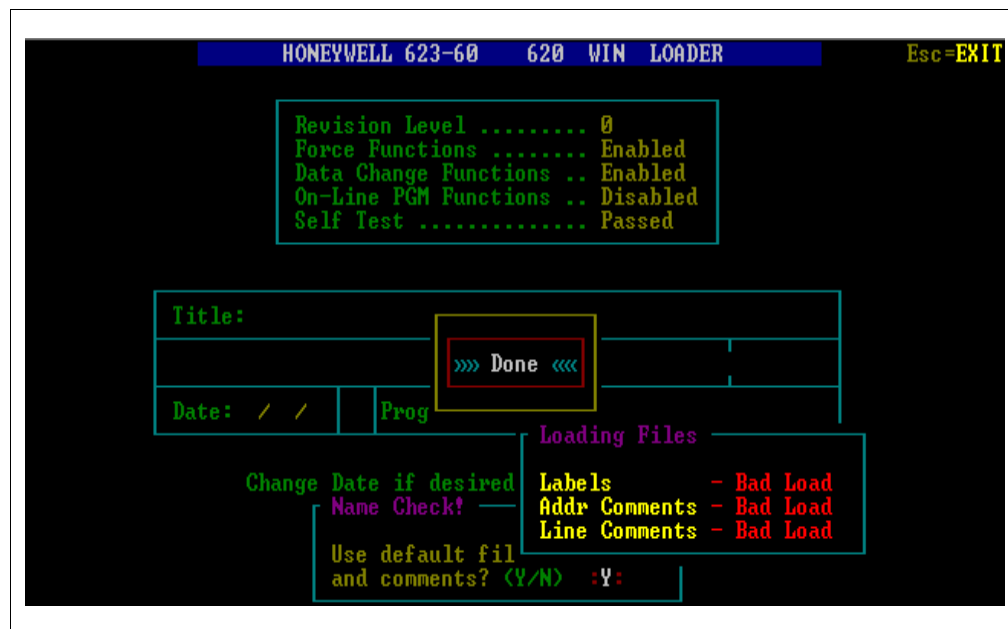 HONEYWELL 623-60 620 WIN LOADER Esc=EXIT
Revision Level ......... 0
Force Functions ........ Enabled
Data Change Functions .. Enabled
On-Line PGM Functions .. Disabled
Self Test .............. Passed
Title:
»»» Done «««
Date: / / Prog
Loading Files
Labels - Bad Load
Addr Comments - Bad Load
Line Comments - Bad Load
Change Date if desired
Name Check!
Use default fil
and comments? (Y/N) :Y: